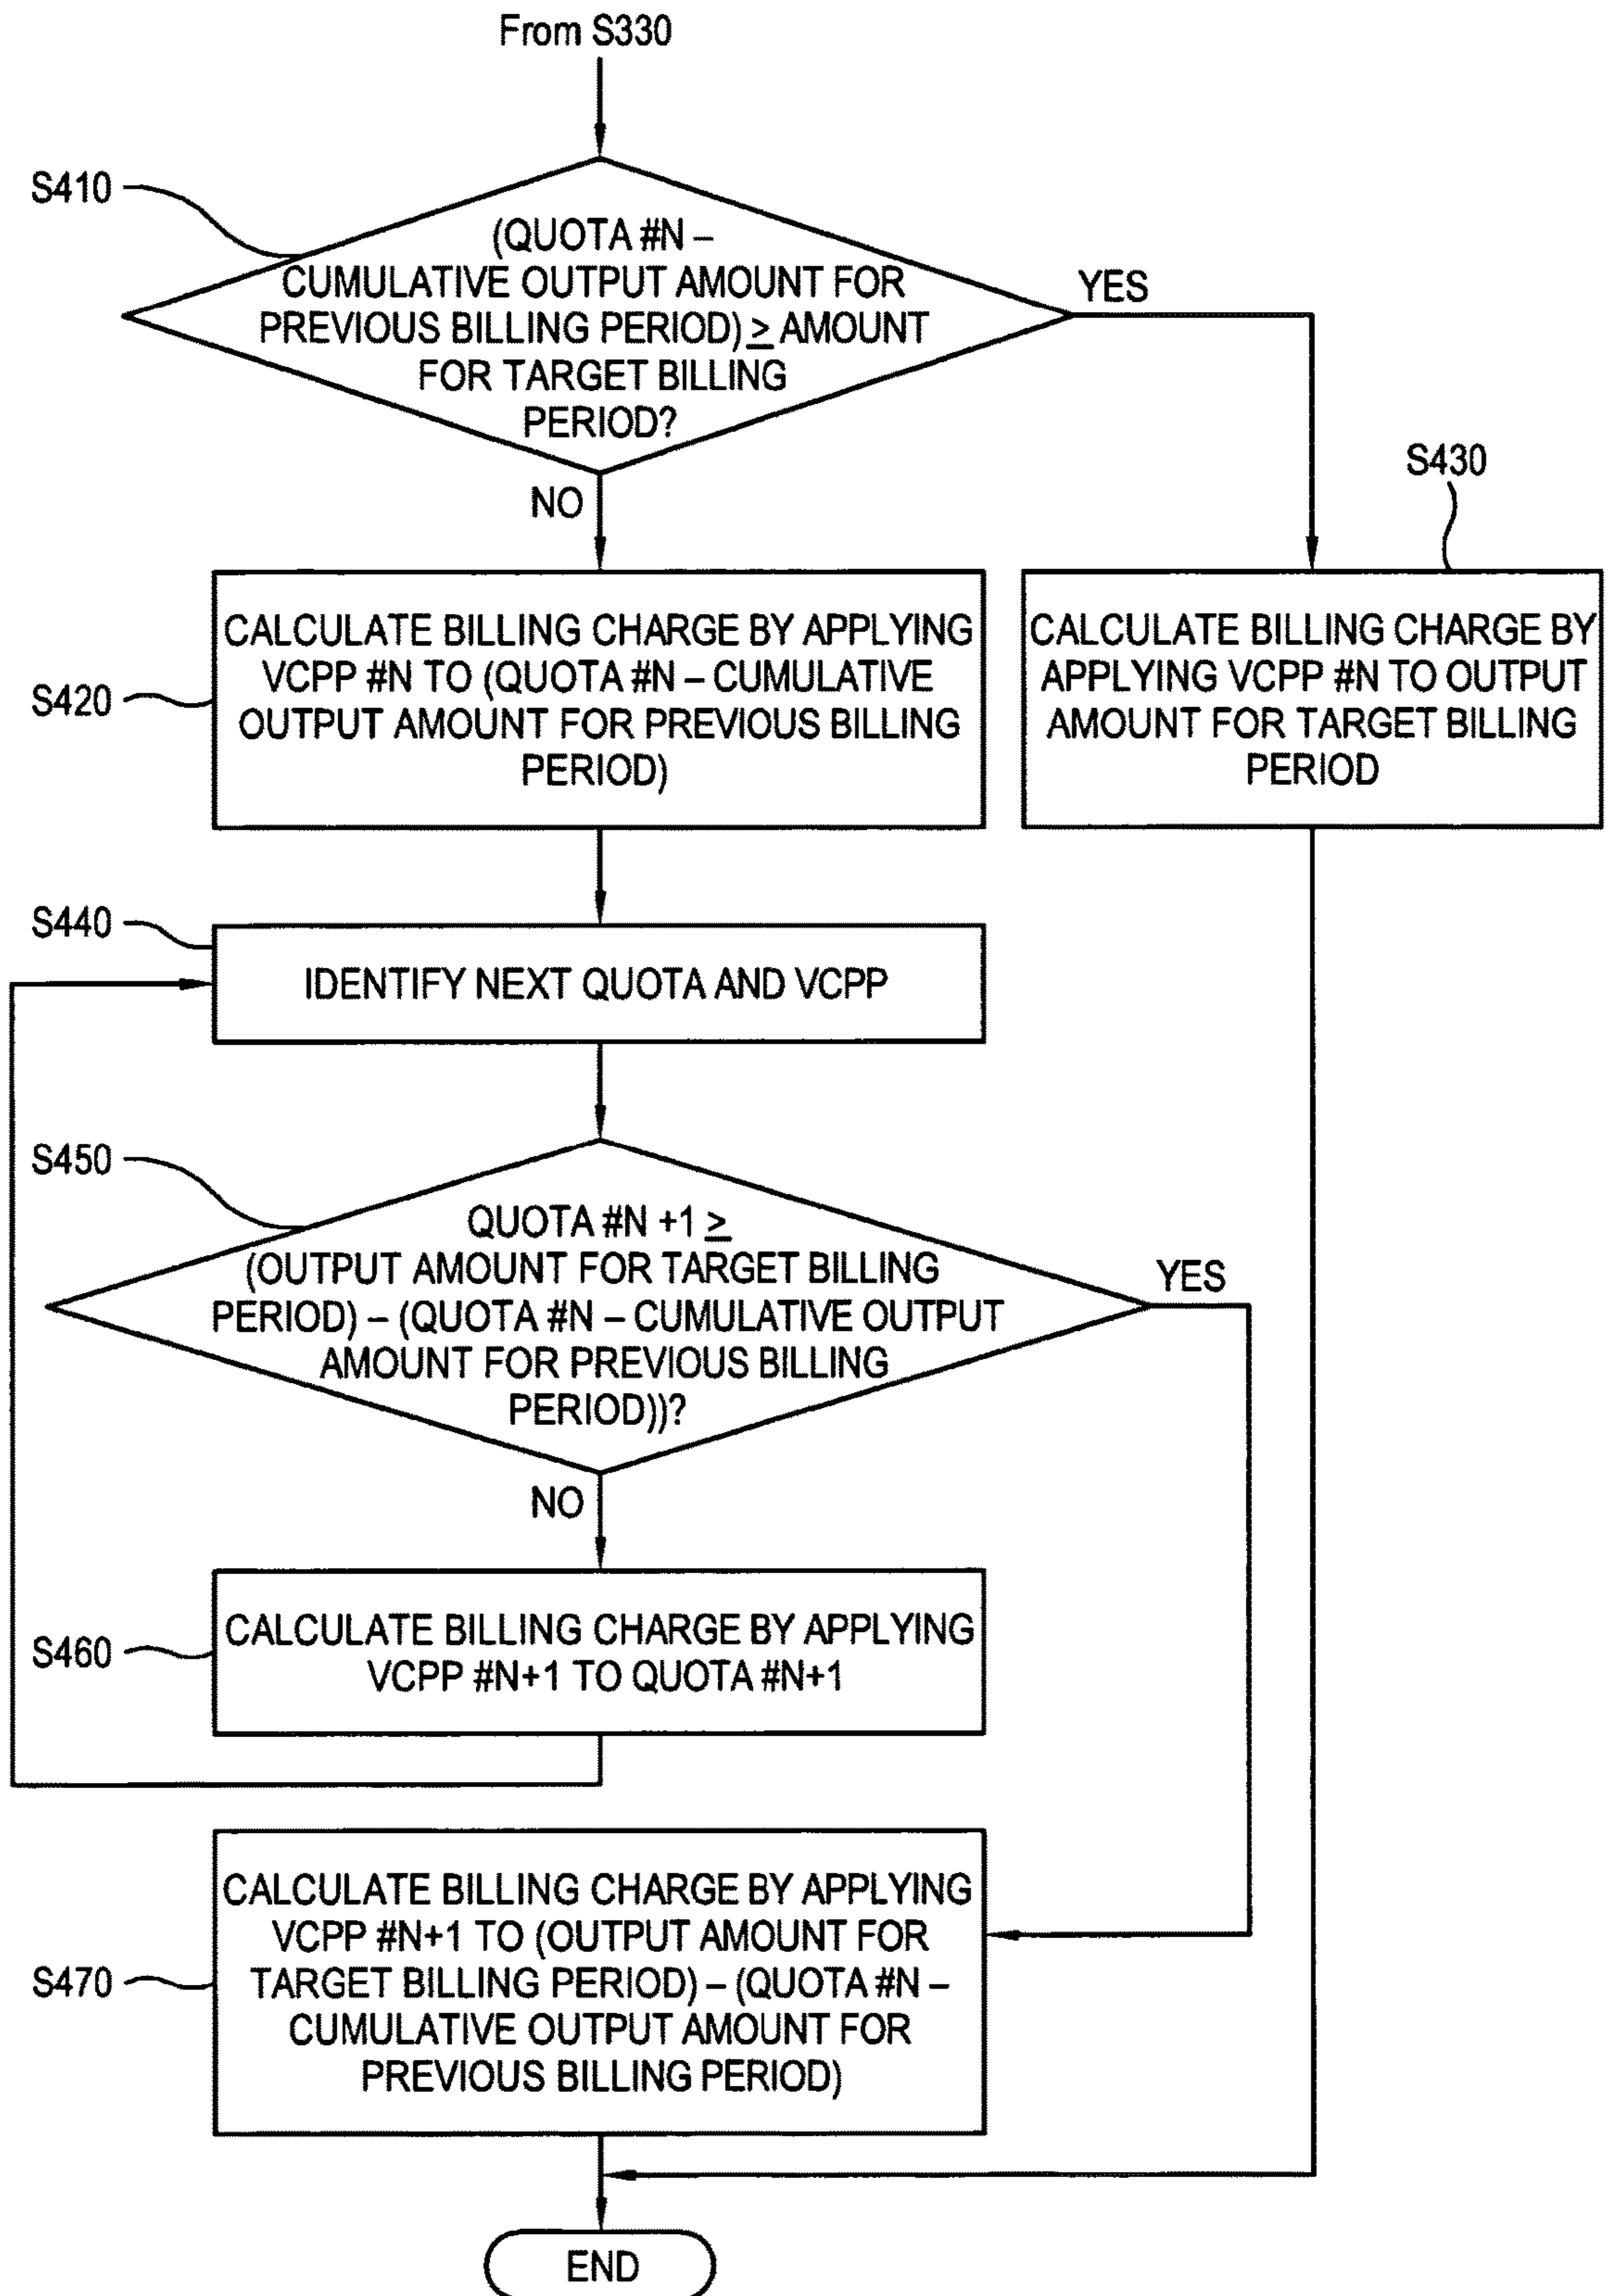 From S330
S410
(QUOTA #N –
CUMULATIVE OUTPUT AMOUNT FOR
PREVIOUS BILLING PERIOD) ≥ AMOUNT
FOR TARGET BILLING
PERIOD?
YES
NO
S430
S420
CALCULATE BILLING CHARGE BY APPLYING
VCPP #N TO (QUOTA #N – CUMULATIVE
OUTPUT AMOUNT FOR PREVIOUS BILLING
PERIOD)
CALCULATE BILLING CHARGE BY
APPLYING VCPP #N TO OUTPUT
AMOUNT FOR TARGET BILLING
PERIOD
S440
IDENTIFY NEXT QUOTA AND VCPP
S450
QUOTA #N +1 ≥
(OUTPUT AMOUNT FOR TARGET BILLING
PERIOD) – (QUOTA #N – CUMULATIVE OUTPUT
AMOUNT FOR PREVIOUS BILLING
PERIOD))?
YES
NO
S460
CALCULATE BILLING CHARGE BY APPLYING
VCPP #N+1 TO QUOTA #N+1
S470
CALCULATE BILLING CHARGE BY APPLYING
VCPP #N+1 TO (OUTPUT AMOUNT FOR
TARGET BILLING PERIOD) – (QUOTA #N –
CUMULATIVE OUTPUT AMOUNT FOR
PREVIOUS BILLING PERIOD)
END